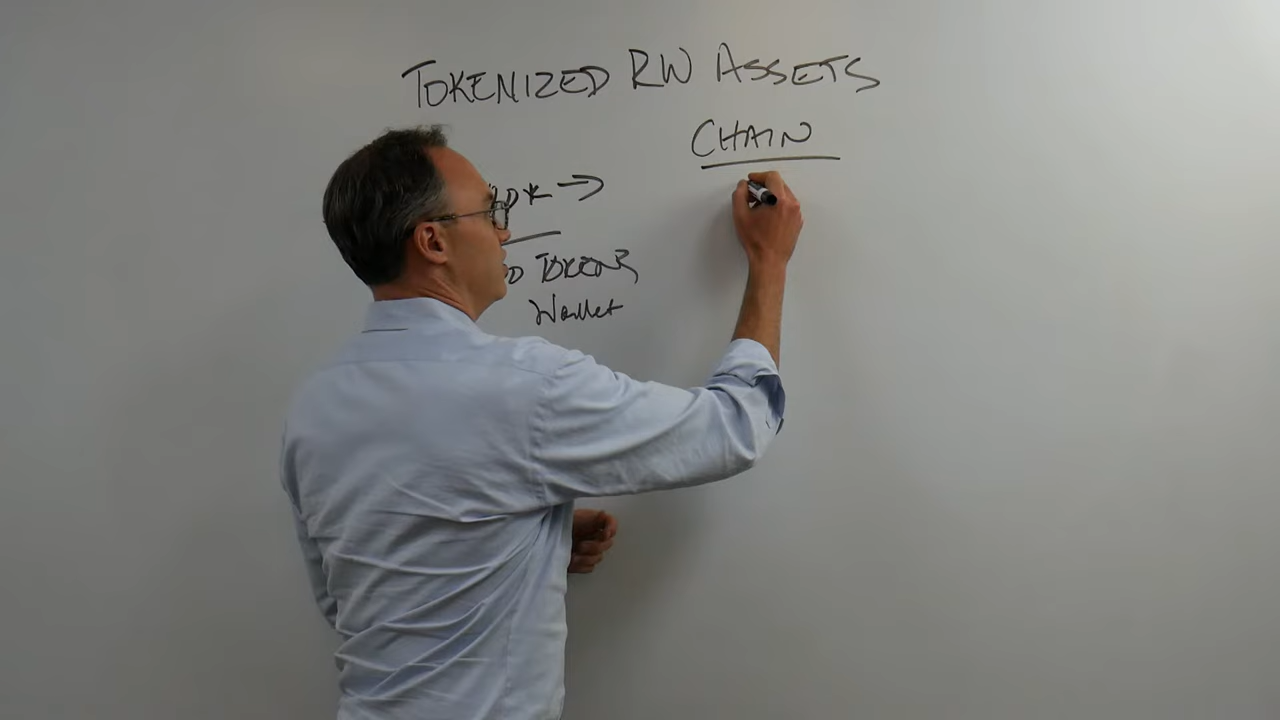 TOKENIZED RW ASSETS
CHAIN
→
TOKENS
Wallet